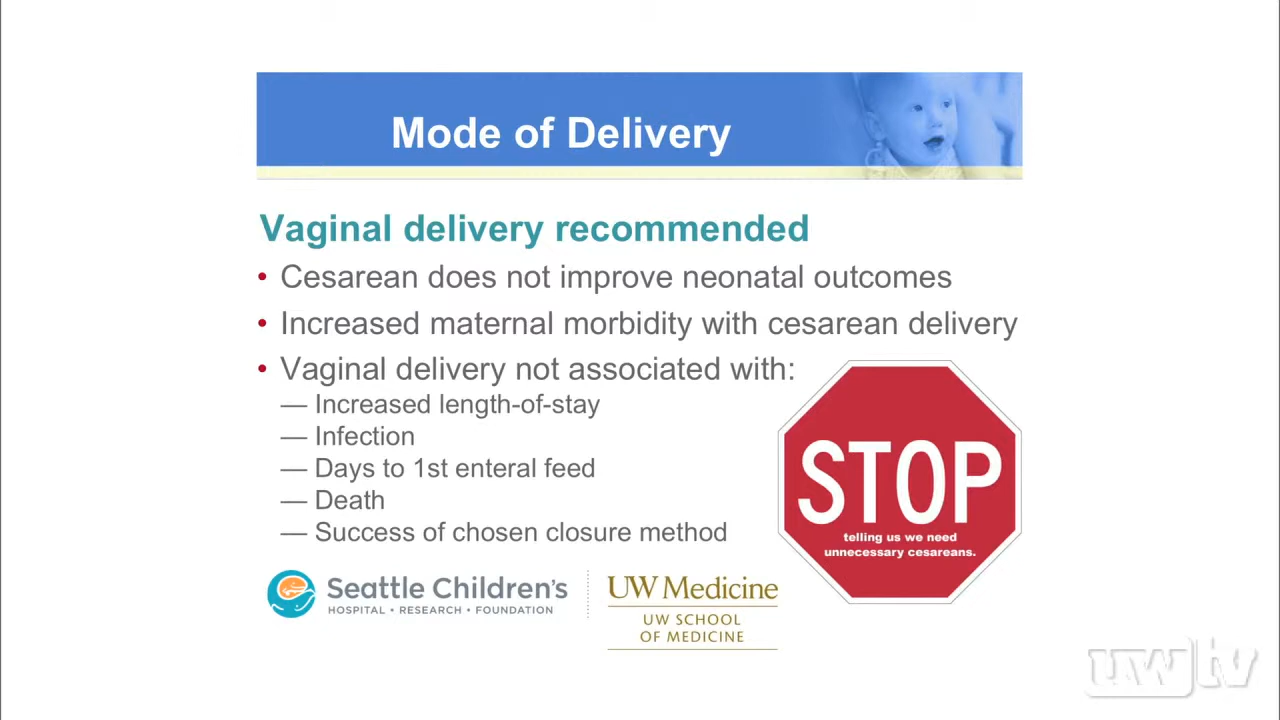 Mode of Delivery
Vaginal delivery recommended
• Cesarean does not improve neonatal outcomes
• Increased maternal morbidity with cesarean delivery
• Vaginal delivery not associated with:
— Increased length-of-stay
— Infection
— Days to 1st enteral feed
— Death
— Success of chosen closure method
STOP
telling us we need
unnecessary cesareans.
Seattle Children's
HOSPITAL • RESEARCH • FOUNDATION
UW Medicine
UW SCHOOL
OF MEDICINE
uwtv